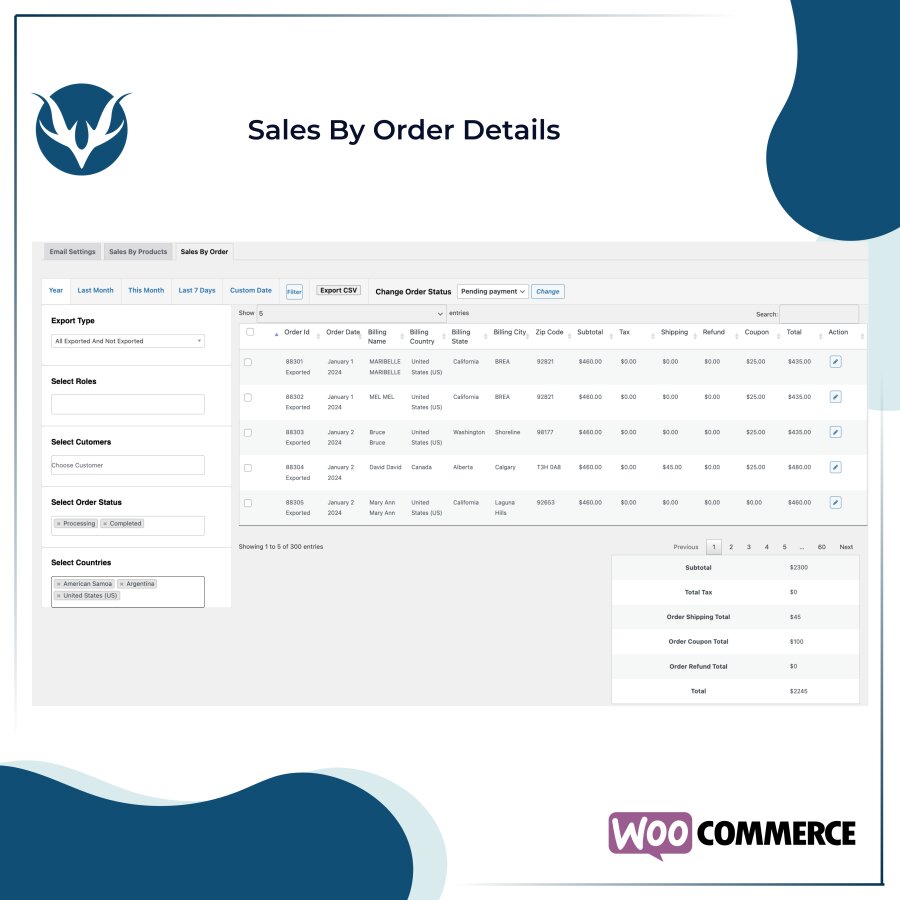 Sales By Order Details
Email Settings Sales By Products Sales By Order
Year Last Month This Month Last 7 Days Custom Date Filter Export CSV Change Order Status Pending payment Change
Export Type
All Exported And Not Exported
Select Roles
Select Cutomers
Choose Customer
Select Order Status
× Processing × Completed
Select Countries
× American Samoa × Argentina
× United States (US)
Show 5 entries Search:
Order Id Order Date Billing Name Billing Country Billing State Billing City Zip Code Subtotal Tax Shipping Refund Coupon Total Action
88301 January 1 MARIBELLE United California BREA 92821 $460.00 $0.00 $0.00 $0.00 $25.00 $435.00
Exported 2024 MARIBELLE States (US)
88302 January 1 MEL MEL United California BREA 92821 $460.00 $0.00 $0.00 $0.00 $25.00 $435.00
Exported 2024 States (US)
88303 January 2 Bruce United Washington Shoreline 98177 $460.00 $0.00 $0.00 $0.00 $25.00 $435.00
Exported 2024 Bruce States (US)
88304 January 2 David David Canada Alberta Calgary T3H 0A8 $460.00 $0.00 $45.00 $0.00 $25.00 $480.00
Exported 2024
88305 January 2 Mary Ann United California Laguna 92653 $460.00 $0.00 $0.00 $0.00 $0.00 $460.00
Exported 2024 Mary Ann States (US) Hills
Showing 1 to 5 of 300 entries Previous 1 2 3 4 5 ... 60 Next
Subtotal $2300
Total Tax $0
Order Shipping Total $45
Order Coupon Total $100
Order Refund Total $0
Total $2245
WOO COMMERCE